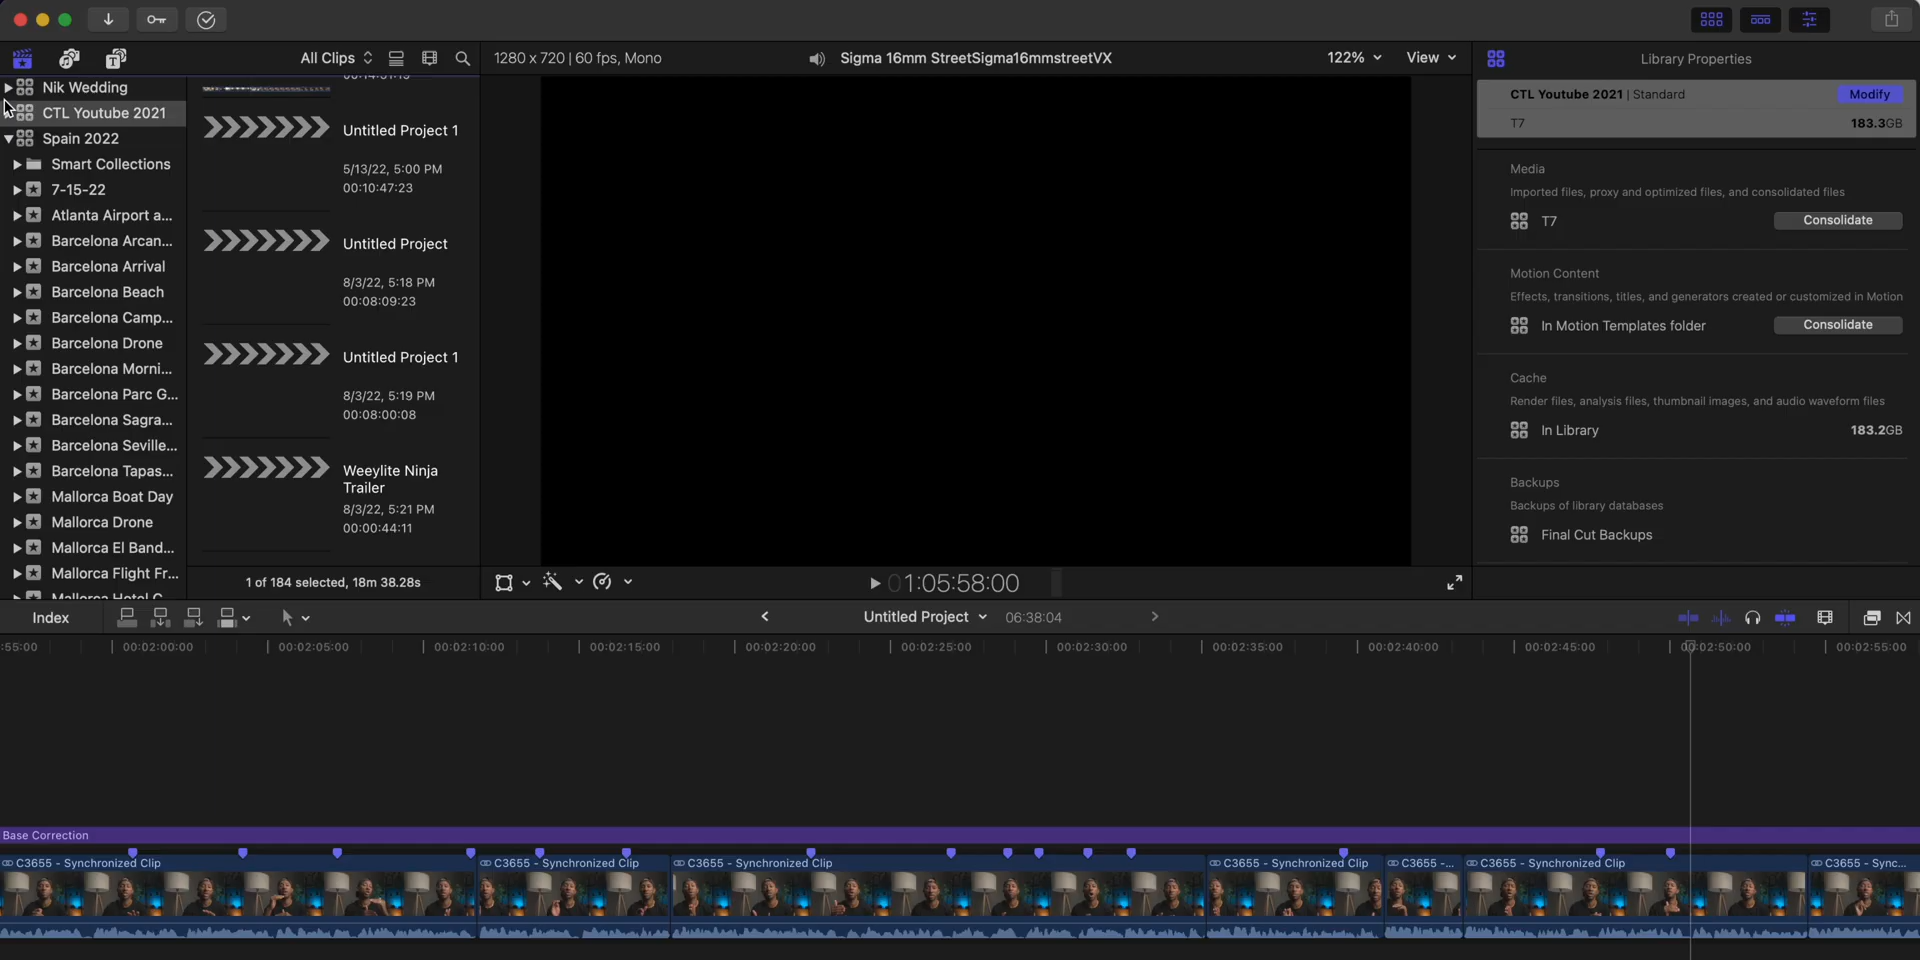 All Clips
1280 x 720 | 60 fps, Mono
Sigma 16mm StreetSigma16mmstreetVX
122%
View
Library Properties
Nik Wedding
CTL Youtube 2021
Spain 2022
Smart Collections
7-15-22
Atlanta Airport a...
Barcelona Arcan...
Barcelona Arrival
Barcelona Beach
Barcelona Camp...
Barcelona Drone
Barcelona Morni...
Barcelona Parc G...
Barcelona Sagra...
Barcelona Seville...
Barcelona Tapas...
Mallorca Boat Day
Mallorca Drone
Mallorca El Band...
Mallorca Flight Fr...
Untitled Project 1
5/13/22, 5:00 PM
00:10:47:23
Untitled Project
8/3/22, 5:18 PM
00:08:09:23
Untitled Project 1
8/3/22, 5:19 PM
00:08:00:08
Weeylite Ninja
Trailer
8/3/22, 5:21 PM
00:00:44:11
1 of 184 selected, 18m 38.28s
01:05:58:00
CTL Youtube 2021 | Standard
Modify
T7
183.3GB
Media
Imported files, proxy and optimized files, and consolidated files
T7
Consolidate
Motion Content
Effects, transitions, titles, and generators created or customized in Motion
In Motion Templates folder
Consolidate
Cache
Render files, analysis files, thumbnail images, and audio waveform files
In Library
183.2GB
Backups
Backups of library databases
Final Cut Backups
Index
Untitled Project
06:38:04
:55:00
00:02:00:00
00:02:05:00
00:02:10:00
00:02:15:00
00:02:20:00
00:02:25:00
00:02:30:00
00:02:35:00
00:02:40:00
00:02:45:00
00:02:50:00
00:02:55:00
Base Correction
C3655 - Synchronized Clip
C3655 - Synchronized Clip
C3655 - Synchronized Clip
C3655 - Synchronized Clip
C3655 -...
C3655 - Synchronized Clip
C3655 - Sync...